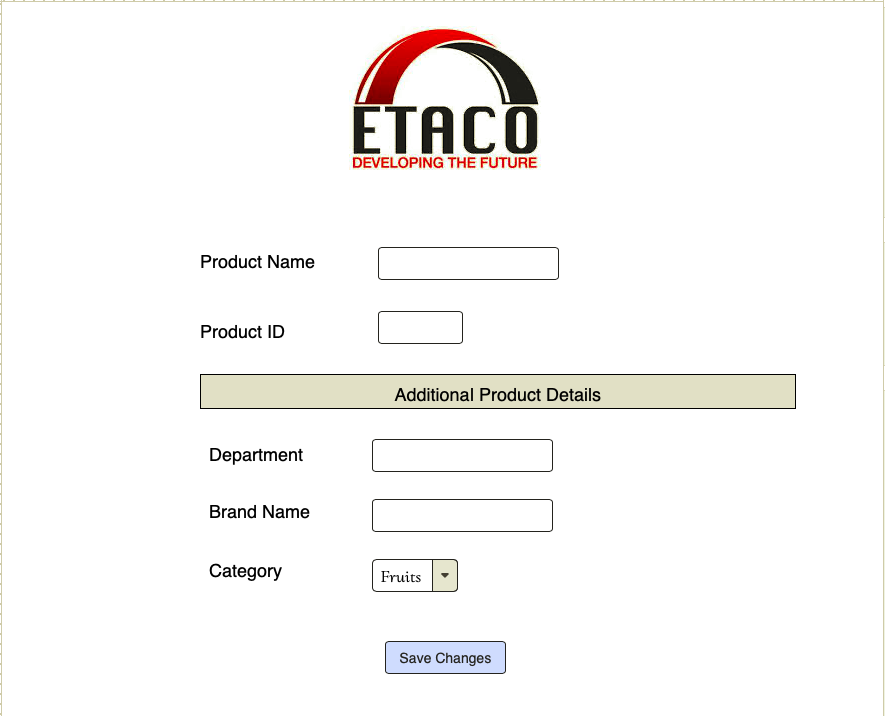 ETACO
DEVELOPING THE FUTURE
Product Name
Product ID
Additional Product Details
Department
Brand Name
Category
Fruits
Save Changes